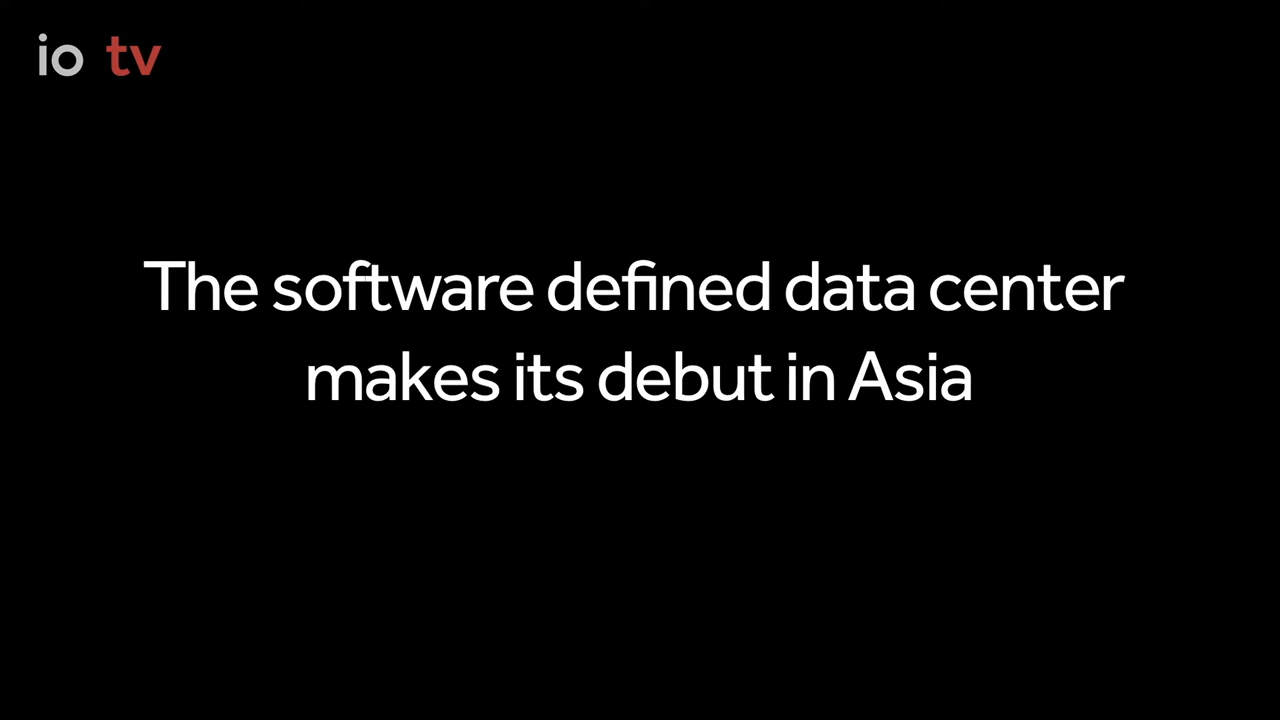 io tv
The software defined data center
makes its debut in Asia